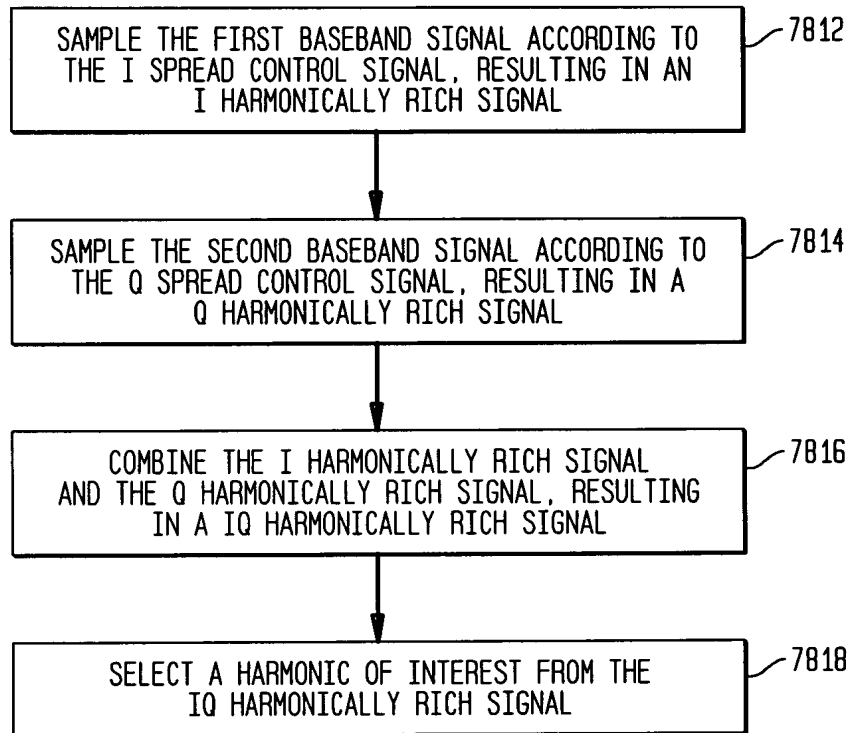 SAMPLE THE FIRST BASEBAND SIGNAL ACCORDING TO
THE I SPREAD CONTROL SIGNAL, RESULTING IN AN
I HARMONICALLY RICH SIGNAL
7812
SAMPLE THE SECOND BASEBAND SIGNAL ACCORDING TO
THE Q SPREAD CONTROL SIGNAL, RESULTING IN A
Q HARMONICALLY RICH SIGNAL
7814
COMBINE THE I HARMONICALLY RICH SIGNAL
AND THE Q HARMONICALLY RICH SIGNAL, RESULTING
IN A IQ HARMONICALLY RICH SIGNAL
7816
SELECT A HARMONIC OF INTEREST FROM THE
IQ HARMONICALLY RICH SIGNAL
7818